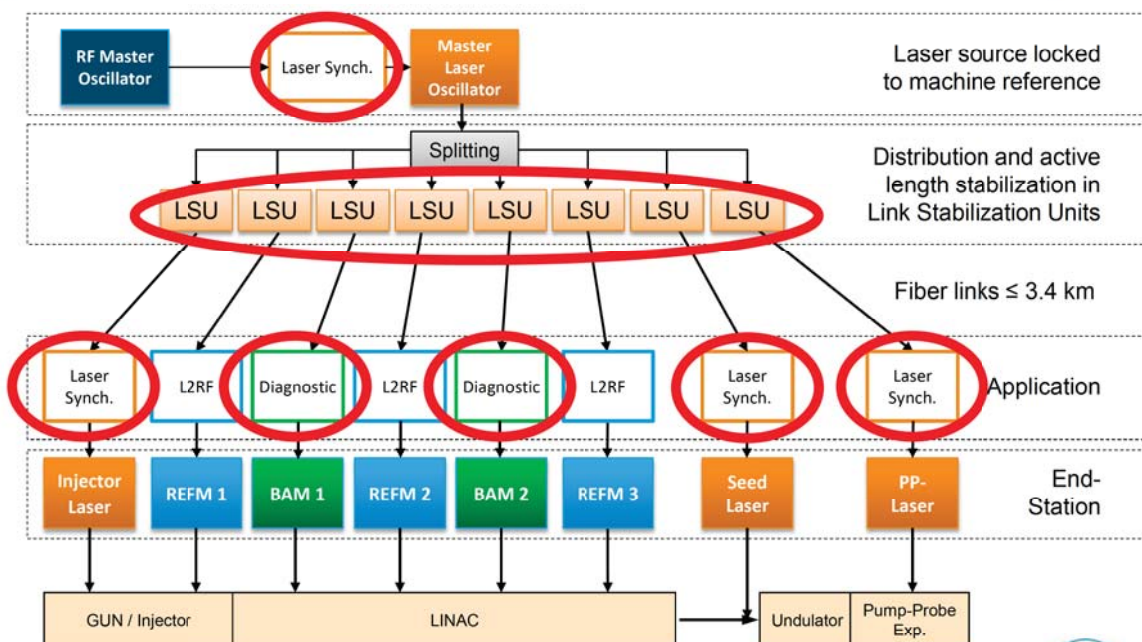 RF Master
Oscillator
Laser Synch.
Master
Laser
Oscillator
Laser source locked
to machine reference
Splitting
Distribution and active
length stabilization in
Link Stabilization Units
LSU LSU LSU LSU LSU LSU LSU LSU
Fiber links ≤ 3.4 km
Laser
Synch.
L2RF
Diagnostic
L2RF
Diagnostic
L2RF
Laser
Synch.
Laser
Synch.
Application
Injector
Laser
REFM 1
BAM 1
REFM 2
BAM 2
REFM 3
Seed
Laser
PP-
Laser
End-
Station
GUN / Injector
LINAC
Undulator
Pump-Probe
Exp.